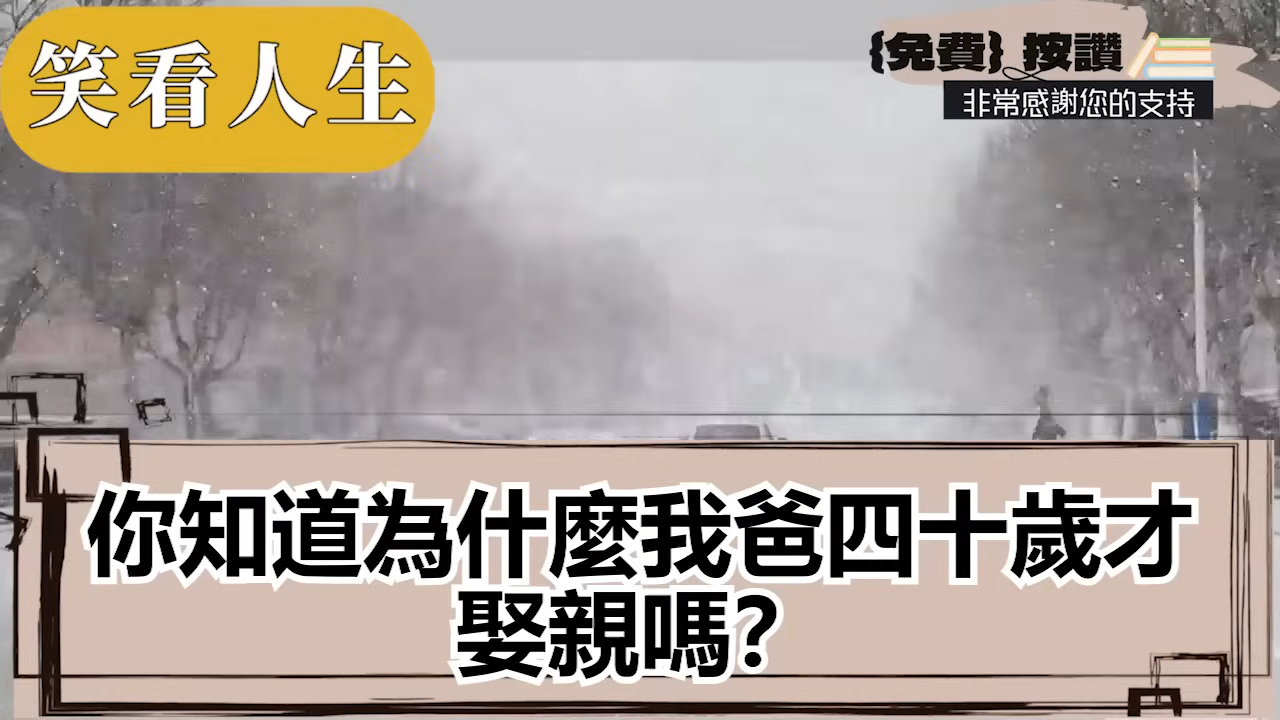 笑看人生
{免費} 按讚
非常感謝您的支持
你知道為什麼我爸四十歲才
娶親嗎？